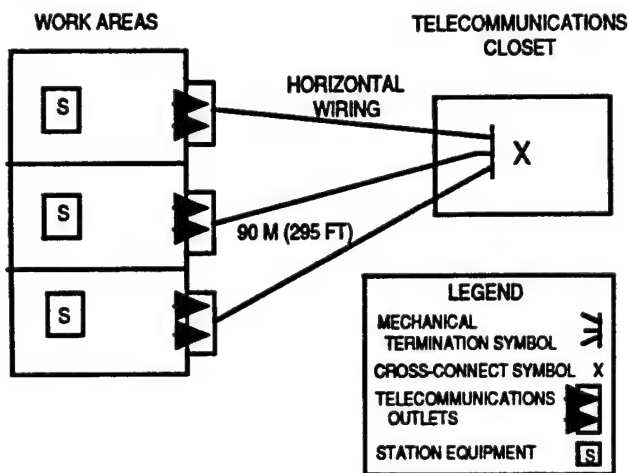 WORK AREAS
TELECOMMUNICATIONS
CLOSET
S
HORIZONTAL
WIRING
X
S
90 M (295 FT)
S
LEGEND
MECHANICAL
TERMINATION SYMBOL
CROSS-CONNECT SYMBOL X
TELECOMMUNICATIONS
OUTLETS
STATION EQUIPMENT S